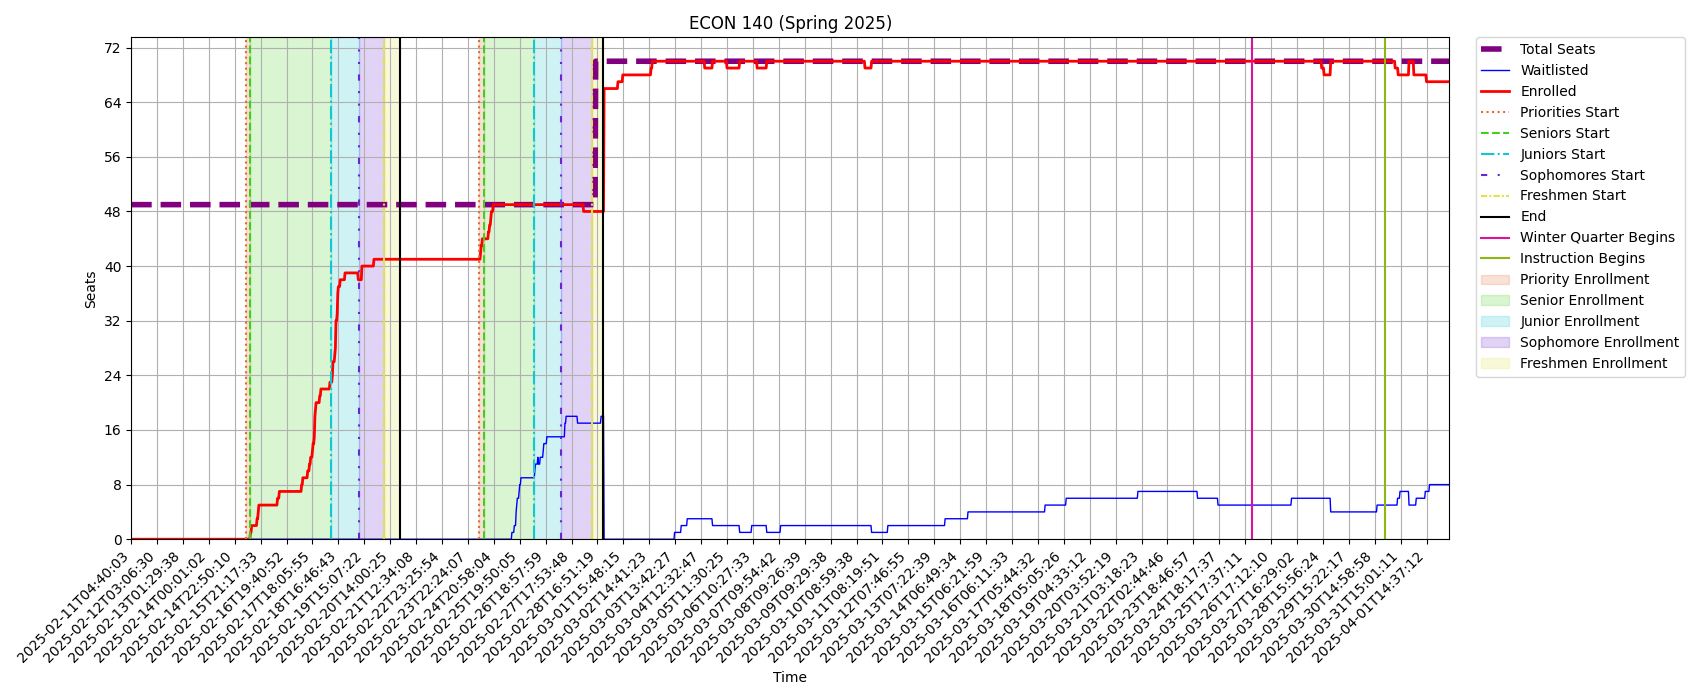 ECON 140 (Spring 2025)
Seats
72
64
56
48
40
32
24
16
8
0
2025-02-11T04:40:03
2025-02-12T03:06:30
2025-02-13T01:29:38
2025-02-14T00:01:02
2025-02-14T22:50:10
2025-02-15T21:17:33
2025-02-16T19:40:52
2025-02-17T18:05:55
2025-02-18T16:46:43
2025-02-19T15:07:22
2025-02-20T14:00:25
2025-02-21T12:34:08
2025-02-23T22:25:54
2025-02-23T22:24:07
2025-02-24T20:58:04
2025-02-25T19:50:05
2025-02-26T18:57:59
2025-02-27T17:53:48
2025-02-28T16:51:19
2025-03-01T15:48:15
2025-03-02T14:41:23
2025-03-03T13:42:27
2025-03-04T12:32:47
2025-03-05T11:30:25
2025-03-06T10:27:33
2025-03-07T09:54:42
2025-03-08T09:26:39
2025-03-09T09:29:38
2025-03-10T08:59:38
2025-03-11T08:19:51
2025-03-12T07:46:55
2025-03-13T07:22:39
2025-03-14T06:49:34
2025-03-15T06:21:59
2025-03-16T06:11:33
2025-03-17T05:44:32
2025-03-18T05:05:26
2025-03-19T04:33:12
2025-03-20T03:52:19
2025-03-21T03:18:23
2025-03-22T02:44:46
2025-03-23T18:46:57
2025-03-24T18:17:37
2025-03-25T17:37:11
2025-03-26T17:12:10
2025-03-27T16:29:02
2025-03-28T15:56:24
2025-03-29T15:22:17
2025-03-30T14:58:58
2025-03-31T15:01:11
2025-04-01T14:37:12
Time
Total Seats
Waitlisted
Enrolled
Priorities Start
Seniors Start
Juniors Start
Sophomores Start
Freshmen Start
End
Winter Quarter Begins
Instruction Begins
Priority Enrollment
Senior Enrollment
Junior Enrollment
Sophomore Enrollment
Freshmen Enrollment